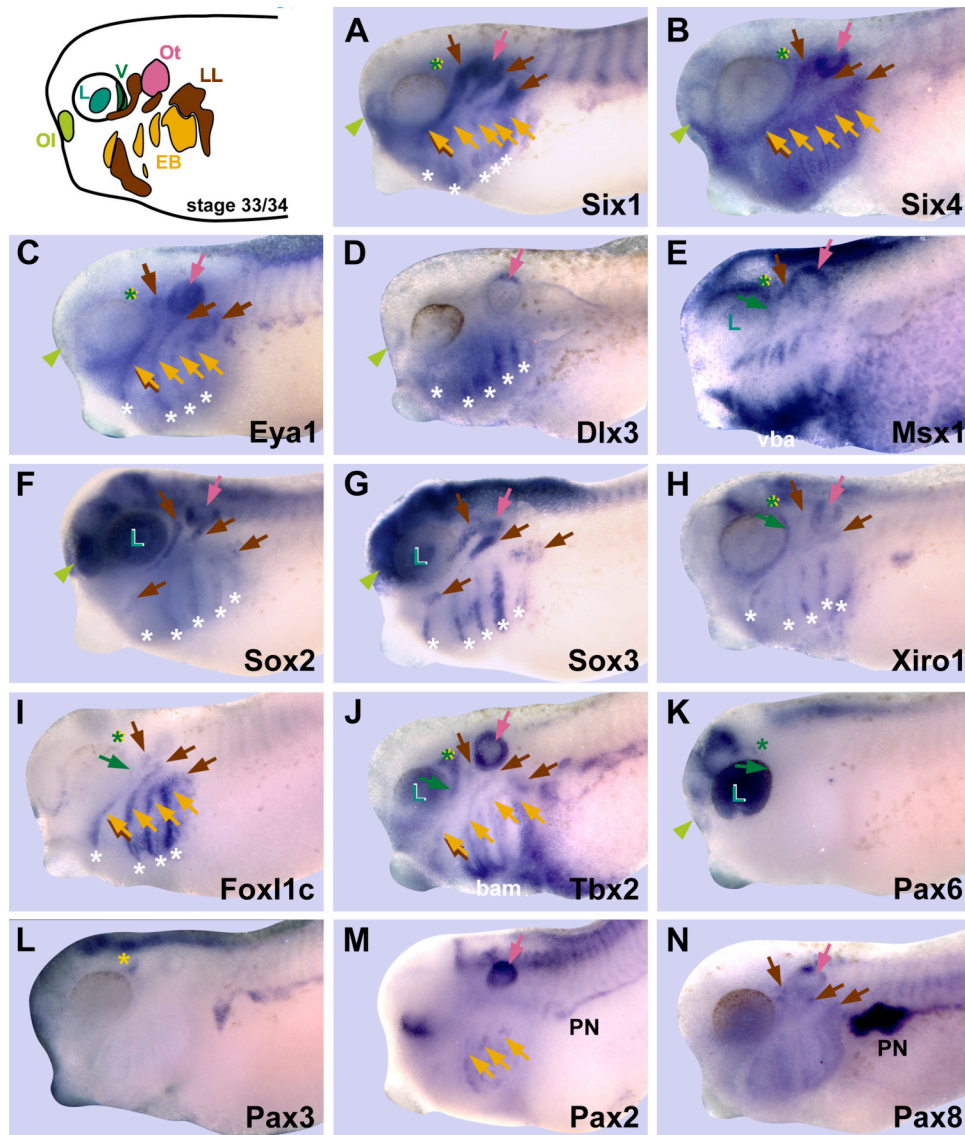 Ot
V
L
LL
Ol
EB
stage 33/34
A
Six1
B
Six4
C
Eya1
D
Dlx3
E
L
vba
Msx1
F
L
Sox2
G
L
Sox3
H
Xiro1
I
Foxl1c
J
L
bam
Tbx2
K
L
Pax6
L
Pax3
M
PN
Pax2
N
PN
Pax8